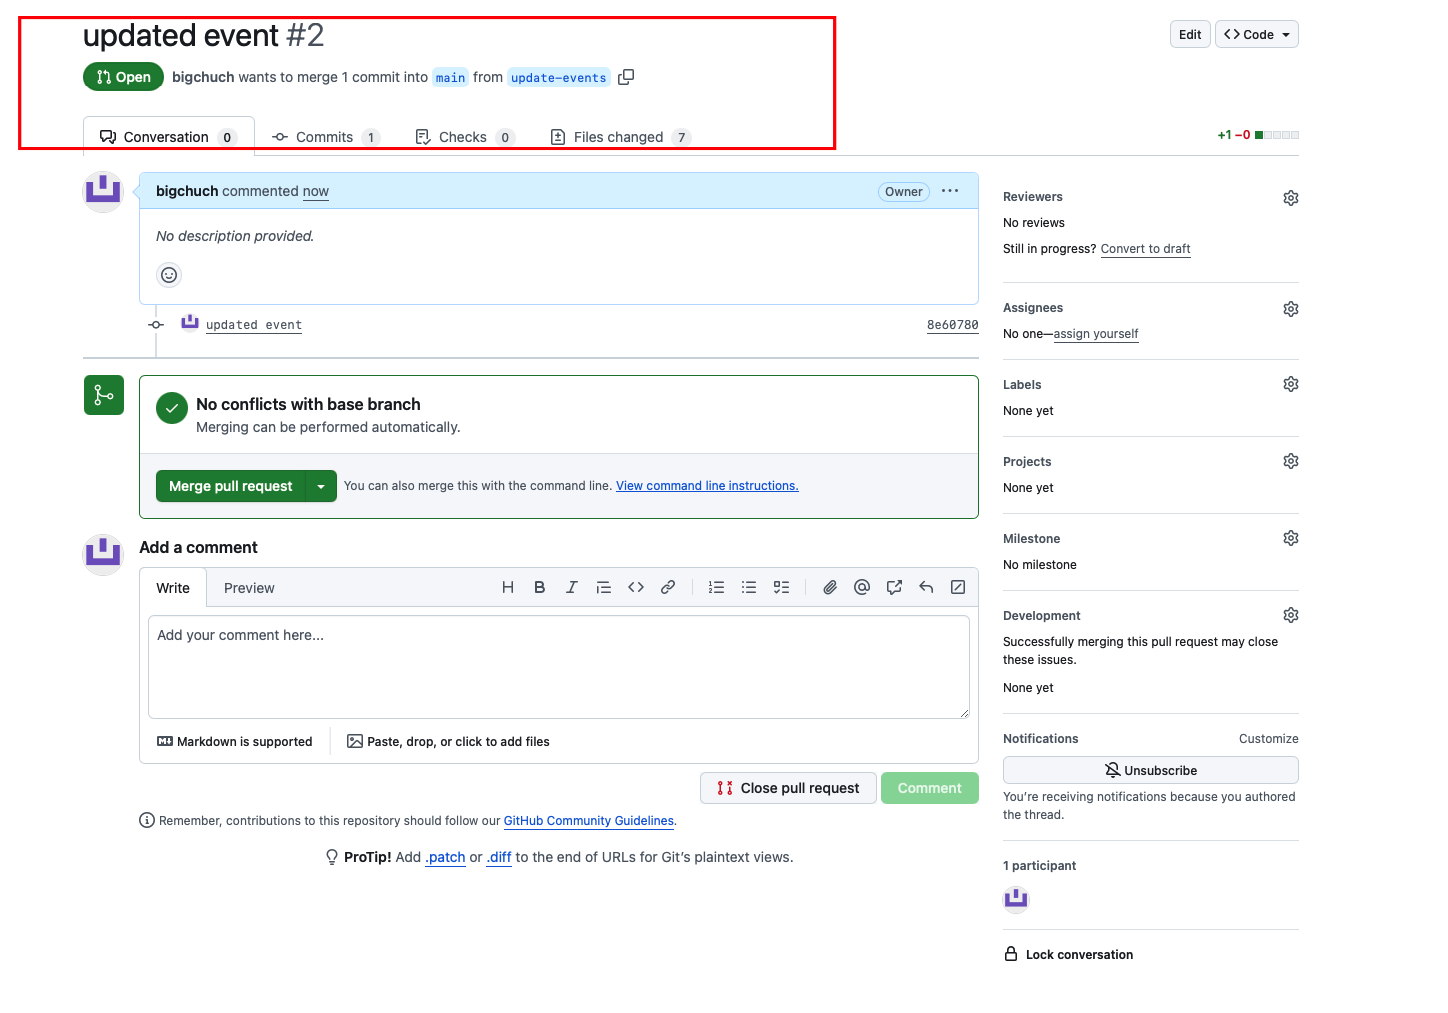 updated event #2
Edit
Code
Open
bigchuch wants to merge 1 commit into main from update-events
Conversation 0
Commits 1
Checks 0
Files changed 7
+1 −0
bigchuch commented now
Owner
No description provided.
updated event
8e60780
No conflicts with base branch
Merging can be performed automatically.
Merge pull request
You can also merge this with the command line. View command line instructions.
Add a comment
Write
Preview
Add your comment here...
Markdown is supported
Paste, drop, or click to add files
Close pull request
Comment
Remember, contributions to this repository should follow our GitHub Community Guidelines.
ProTip! Add .patch or .diff to the end of URLs for Git’s plaintext views.
Reviewers
No reviews
Still in progress? Convert to draft
Assignees
No one—assign yourself
Labels
None yet
Projects
None yet
Milestone
No milestone
Development
Successfully merging this pull request may close
these issues.
None yet
Notifications
Customize
Unsubscribe
You’re receiving notifications because you authored
the thread.
1 participant
Lock conversation